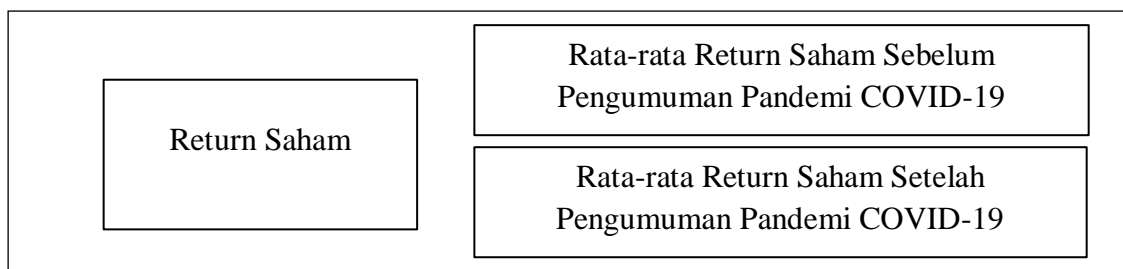 Return Saham
Rata-rata Return Saham Sebelum
Pengumuman Pandemi COVID-19
Rata-rata Return Saham Setelah
Pengumuman Pandemi COVID-19